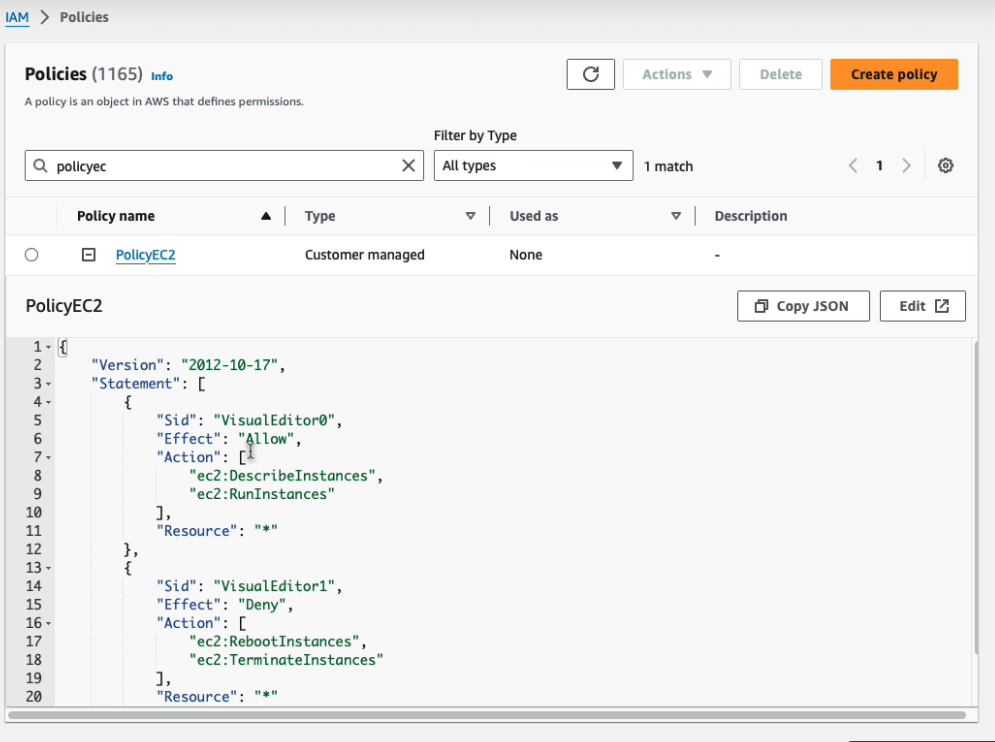 IAM > Policies
Policies (1165) Info
Actions Delete Create policy
A policy is an object in AWS that defines permissions.
Filter by Type
policyec All types 1 match 1
Policy name Type Used as Description
PolicyEC2 Customer managed None -
PolicyEC2 Copy JSON Edit
1 {
2 "Version": "2012-10-17",
3 "Statement": [
4 {
5 "Sid": "VisualEditor0",
6 "Effect": "Allow",
7 "Action": [
8 "ec2:DescribeInstances",
9 "ec2:RunInstances"
10 ],
11 "Resource": "*"
12 },
13 {
14 "Sid": "VisualEditor1",
15 "Effect": "Deny",
16 "Action": [
17 "ec2:RebootInstances",
18 "ec2:TerminateInstances"
19 ],
20 "Resource": "*"